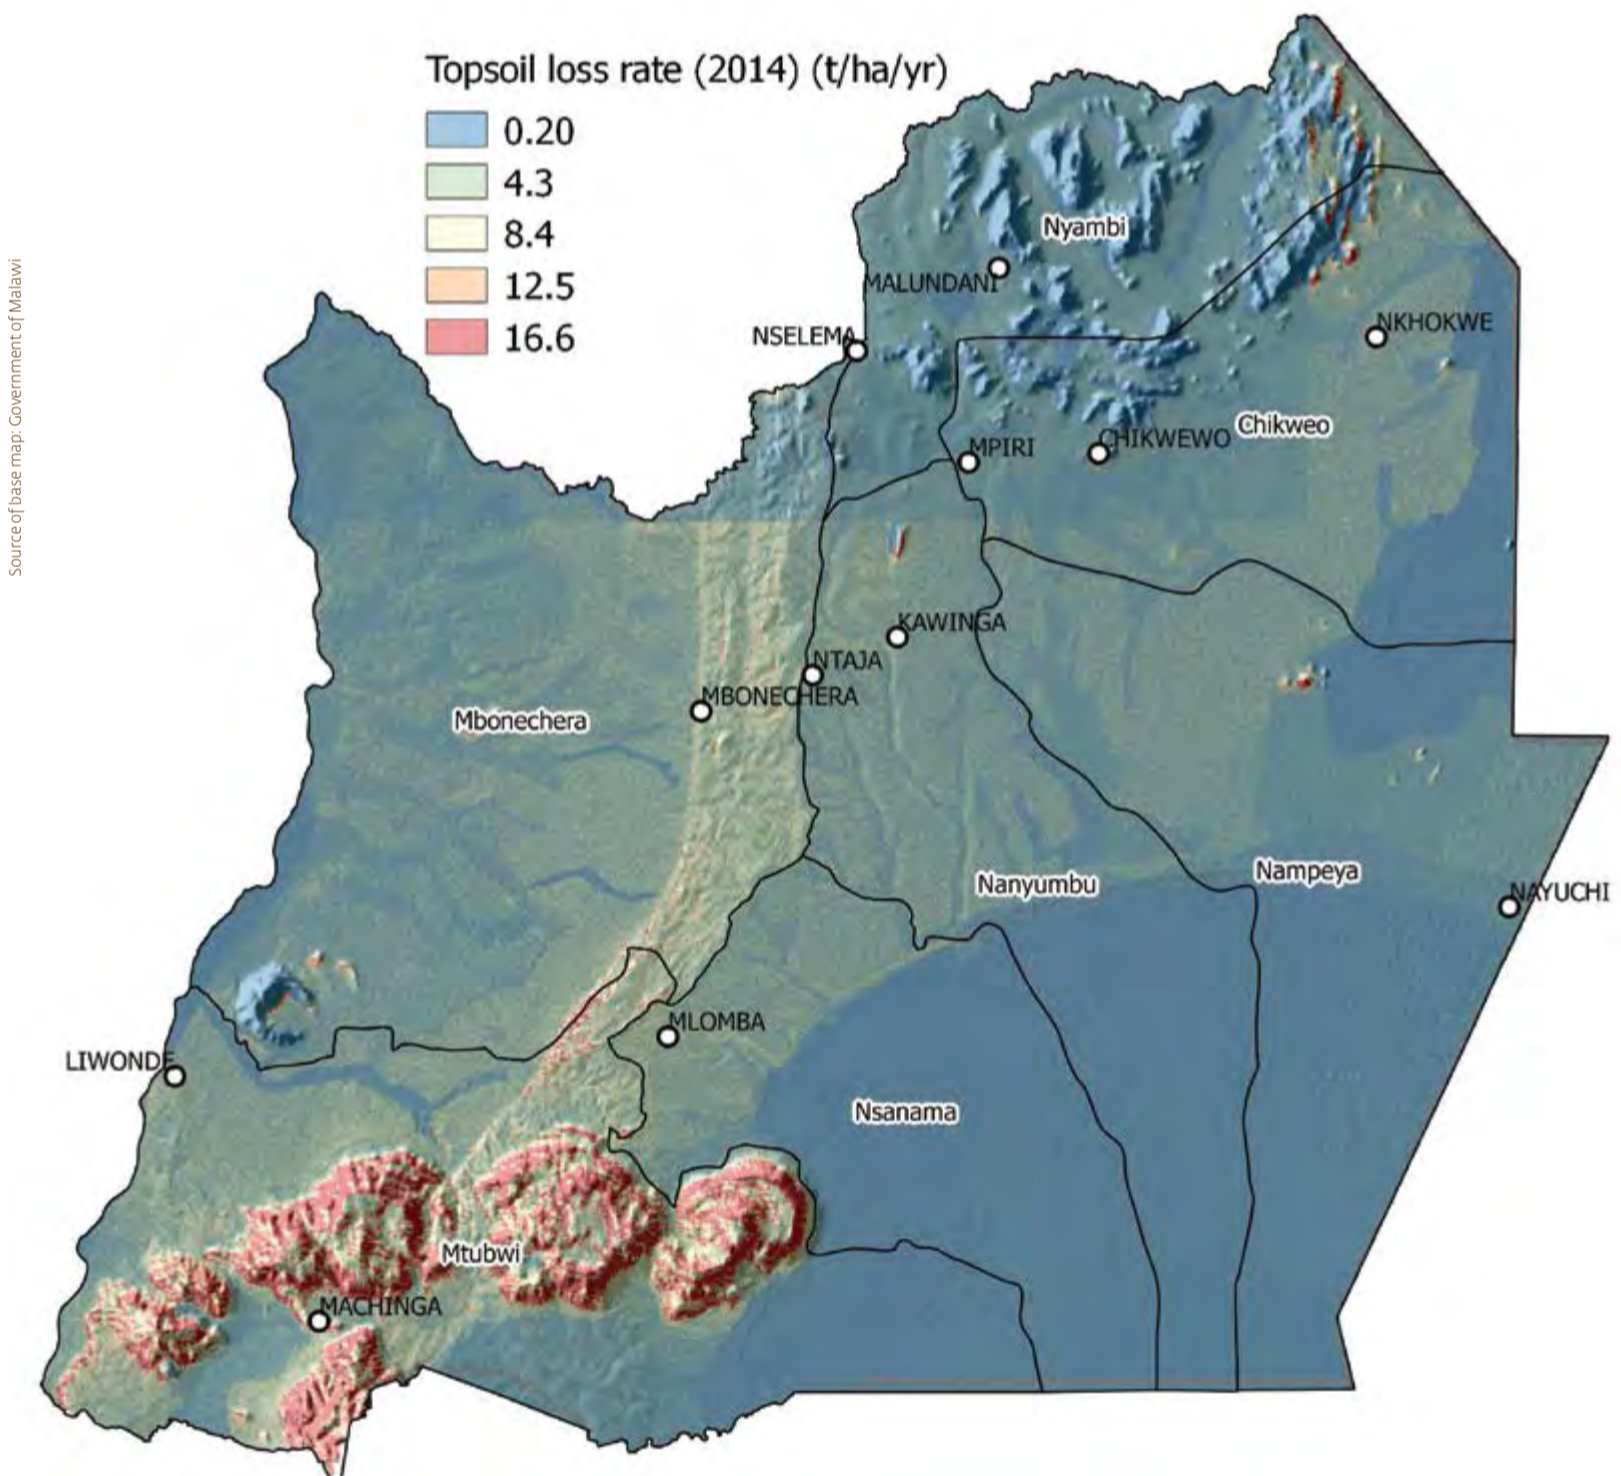 Topsoil loss rate (2014) (t/ha/yr)
0.20
4.3
8.4
12.5
16.6
Source of base map: Government of Malawi
Nyambi
MALUNDANI
NSELEMA
NKHOKWE
Chikweo
CHIKWEWO
MPIRI
KAWINGA
NTAJA
MBONECHERA
Mbonechera
Nampeya
Nanyumbu
NAYUCHI
MLOMBA
LIWONDE
Nsanama
Mtubwi
MACHINGA